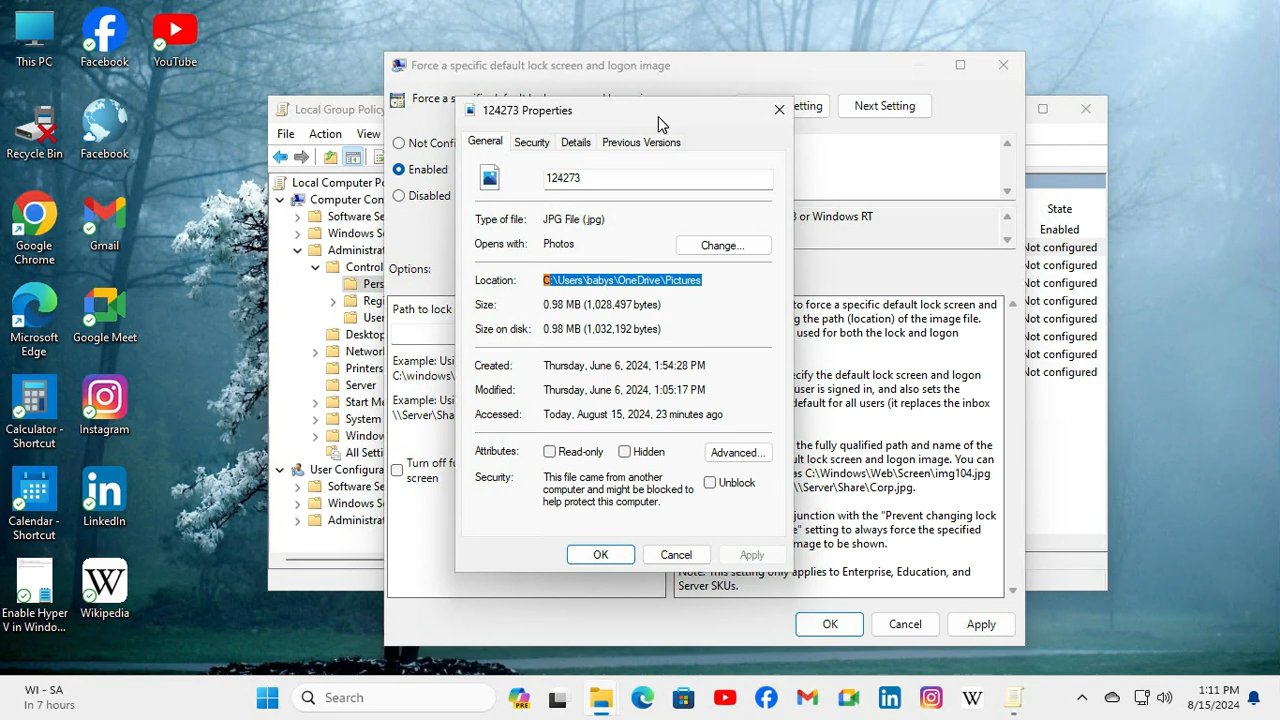 This PC
Facebook
YouTube
Recycle Bin
Facebook
Google
Chrome
Gmail
Microsoft
Edge
Google Meet
Calculator -
Shortcut
Instagram
Calendar -
Shortcut
LinkedIn
Enable Hyper
V in Windo...
Wikipedia
Local Group Policy
File Action View
Local Computer Po
Computer Con
Software Se
Windows S
Administra
Control
Pers
Reg
User
Desktop
Network
Printers
Server
Start Me
System
Window
All Setti
User Configura
Software Se
Windows S
Administra
State
Enabled
Not configured
Not configured
Not configured
Not configured
Not configured
Not configured
Not configured
Not configured
Force a specific default lock screen and logon image
Force a s
etting
Next Setting
Not Confi
Enabled
Disabled
or Windows RT
Options:
Path to lock
Example: Usi
C:\windows\
Example: Usi
\\Server\Sha
Turn off fu
screen
to force a specific default lock screen and
ng the path (location) of the image file.
used for both the lock and logon
ecify the default lock screen and logon
user is signed in, and also sets the
default for all users (it replaces the inbox
the fully qualified path and name of the
creen and logon image. You can
as C:\Windows\Web\Screen\img104.jpg
\\Server\Share\Corp.jpg.
junction with the "Prevent changing lock
e" setting to always force the specified
mage to be shown.
Note: This setting only applies to Enterprise, Education, and
Server SKUs.
OK Cancel Apply
124273 Properties
General Security Details Previous Versions
124273
Type of file: JPG File (.jpg)
Opens with: Photos Change...
Location: C:\Users\babys\OneDrive\Pictures
Size: 0.98 MB (1,028,497 bytes)
Size on disk: 0.98 MB (1,032,192 bytes)
Created: Thursday, June 6, 2024, 1:54:28 PM
Modified: Thursday, June 6, 2024, 1:05:17 PM
Accessed: Today, August 15, 2024, 23 minutes ago
Attributes: Read-only Hidden Advanced...
Security: This file came from another
computer and might be blocked to
help protect this computer.
Unblock
OK Cancel Apply
WI - SA
In 7 hours
Search
PRE
W
1:11 PM
8/15/2024